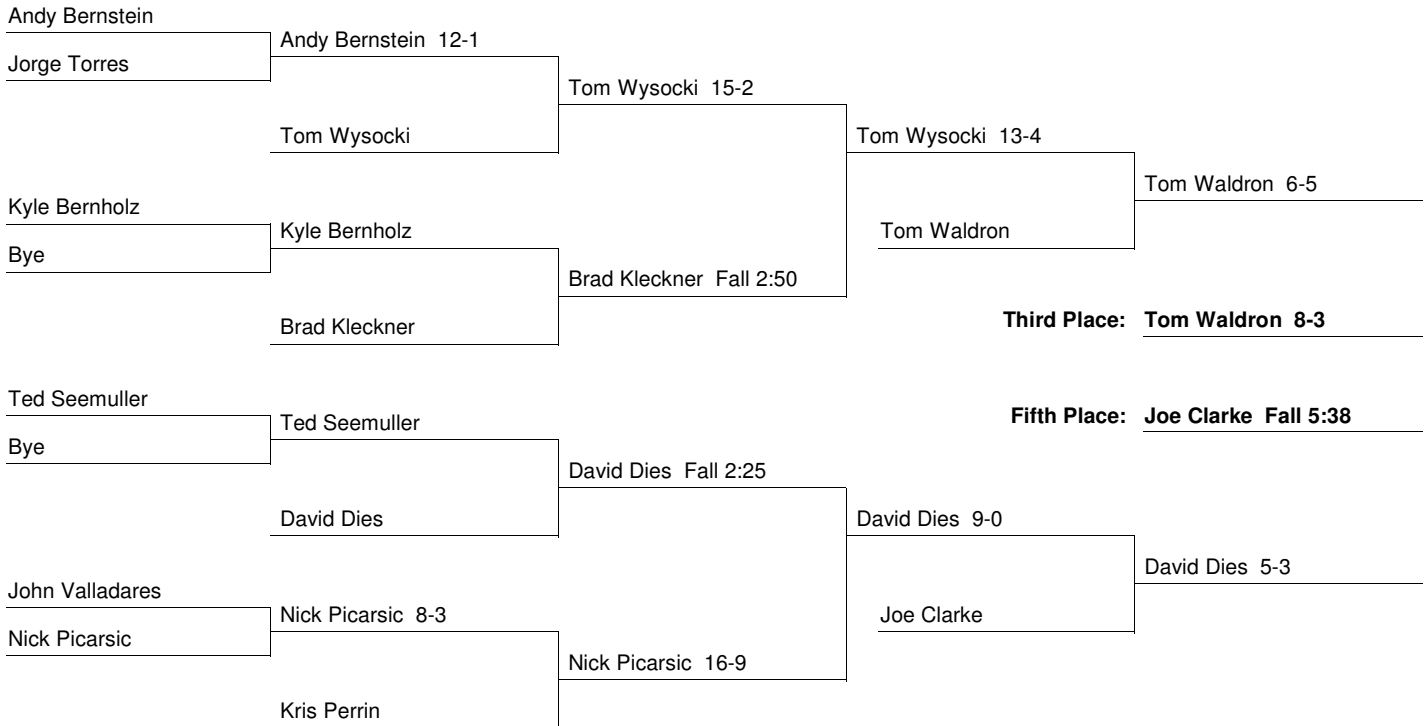 Andy Bernstein
Andy Bernstein 12-1
Jorge Torres
Tom Wysocki 15-2
Tom Wysocki
Tom Wysocki 13-4
Tom Waldron 6-5
Kyle Bernholz
Kyle Bernholz
Tom Waldron
Bye
Brad Kleckner Fall 2:50
Brad Kleckner
Third Place: Tom Waldron 8-3
Ted Seemuller
Ted Seemuller
Fifth Place: Joe Clarke Fall 5:38
Bye
David Dies Fall 2:25
David Dies
David Dies 9-0
David Dies 5-3
John Valladares
Nick Picarsic 8-3
Joe Clarke
Nick Picarsic
Nick Picarsic 16-9
Kris Perrin